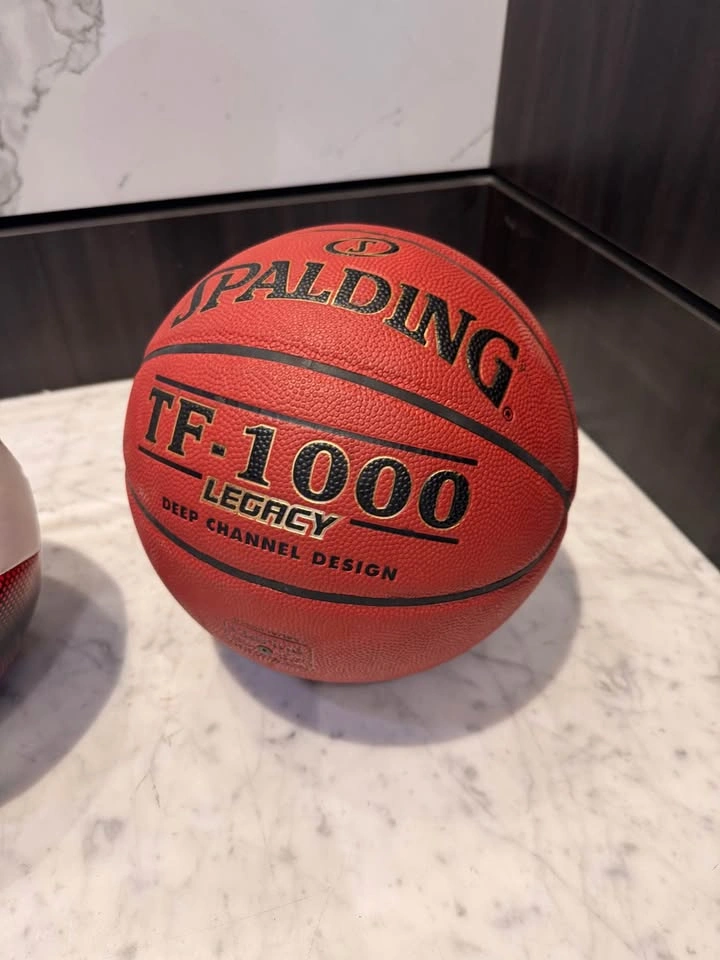 S
SPALDING®
TF-1000
LEGACY
DEEP CHANNEL DESIGN